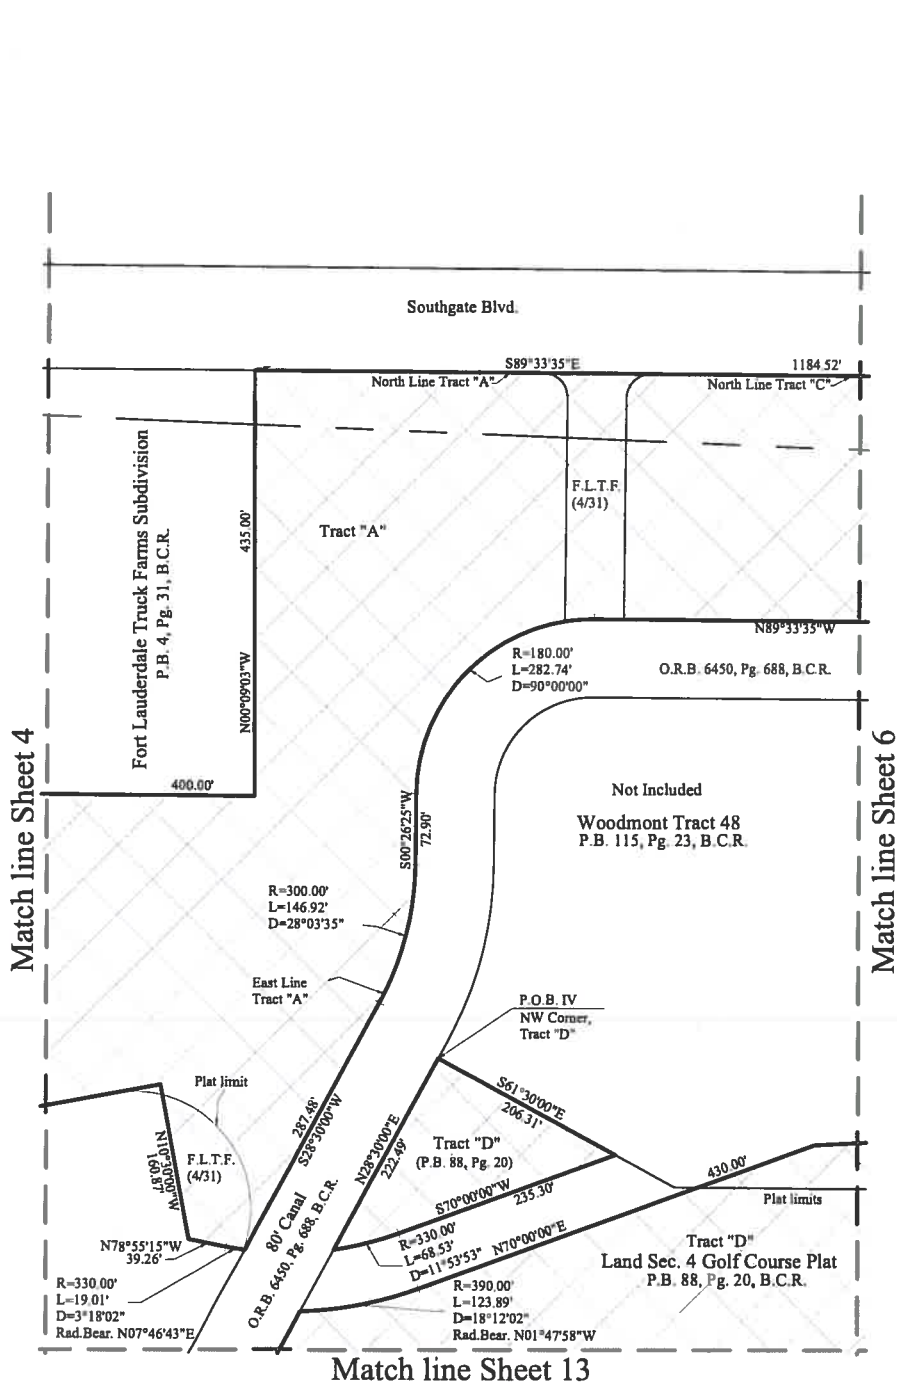 Southgate Blvd.
S89°33'35"E
1184.52'
North Line Tract "A"
North Line Tract "C"
Fort Lauderdale Truck Farms Subdivision
P.B. 4, Pg. 31, B.C.R.
435.00'
N00°09'03"W
Tract "A"
F.L.T.F.
(4/31)
N89°33'35"W
R=180.00'
L=282.74'
D=90°00'00"
O.R.B. 6450, Pg. 688, B.C.R.
400.00'
Match line Sheet 4
Match line Sheet 6
Not Included
Woodmont Tract 48
P.B. 115, Pg. 23, B.C.R.
S00°26'25"W
72.90'
R=300.00'
L=146.92'
D=28°03'35"
East Line
Tract "A"
P.O.B. IV
NW Corner,
Tract "D"
Plat limit
S61°30'00"E
206.31'
287.48'
S28°30'00"W
N28°30'00"E
222.49'
Tract "D"
(P.B. 88, Pg. 20)
N10°30'00"W
160.87'
F.L.T.F.
(4/31)
430.00'
Plat limits
S70°00'00"W
235.30'
80' Canal
O.R.B. 6450, Pg. 688, B.C.R.
N78°55'15"W
39.26'
R=330.00'
L=68.53'
D=11°53'53"
N70°00'00"E
Tract "D"
Land Sec. 4 Golf Course Plat
P.B. 88, Pg. 20, B.C.R.
R=330.00'
L=19.01'
D=3°18'02"
Rad.Bear. N07°46'43"E
R=390.00'
L=123.89'
D=18°12'02"
Rad.Bear. N01°47'58"W
Match line Sheet 13